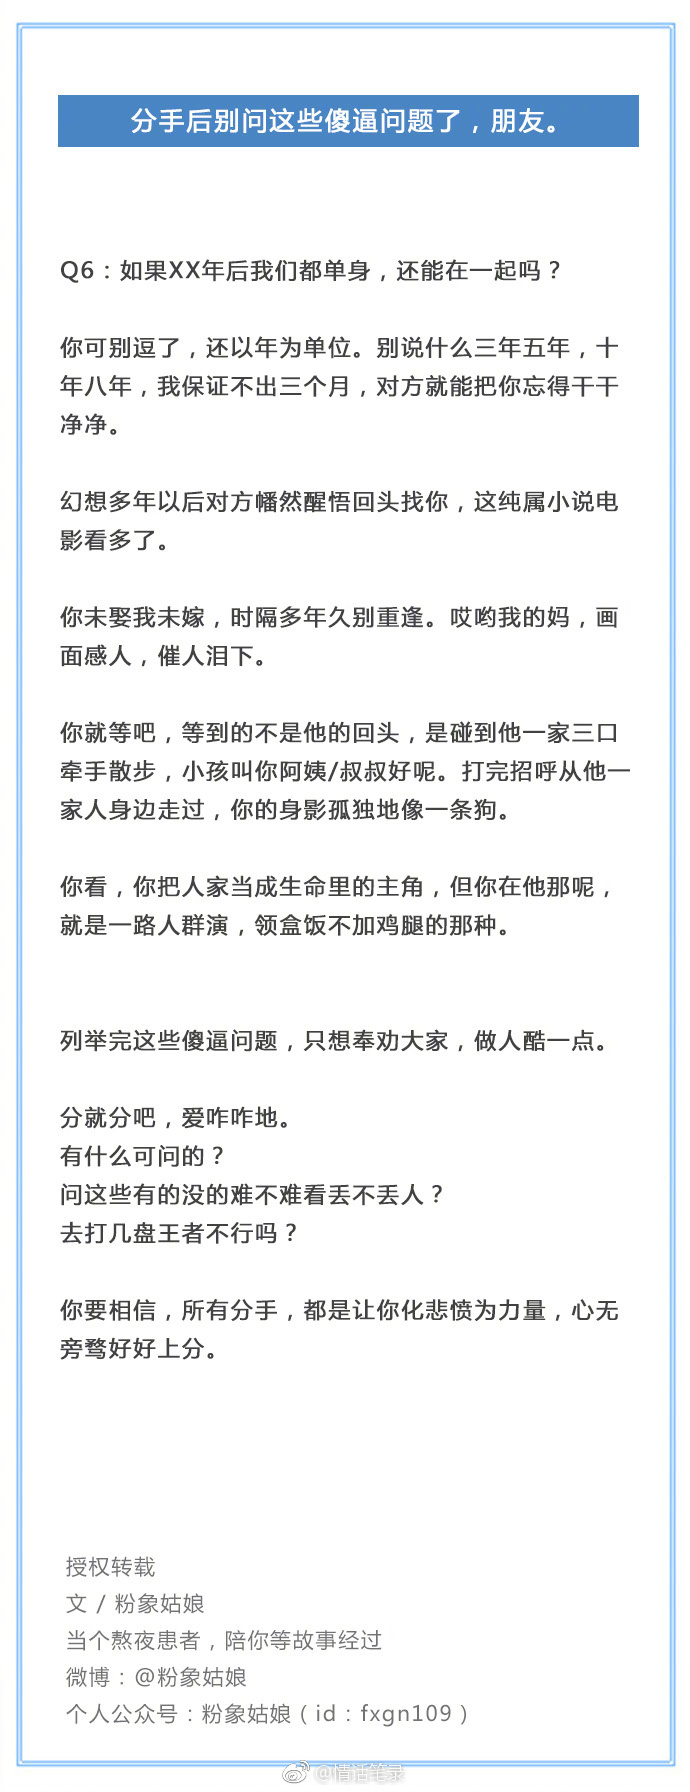 分手后别问这些傻逼问题了，朋友。
Q6：如果XX年后我们都单身，还能在一起吗？
你可别逗了，还以年为单位。别说什么三年五年，十
年八年，我保证不出三个月，对方就能把你忘得干干
净净。
幻想多年以后对方幡然醒悟回头找你，这纯属小说电
影看多了。
你未娶我未嫁，时隔多年久别重逢。哎哟我的妈，画
面感人，催人泪下。
你就等吧，等到的不是他的回头，是碰到他一家三口
牵手散步，小孩叫你阿姨/叔叔好呢。打完招呼从他一
家人身边走过，你的身影孤独地像一条狗。
你看，你把人家当成生命里的主角，但你在他那呢，
就是一路人群演，领盒饭不加鸡腿的那种。
列举完这些傻逼问题，只想奉劝大家，做人酷一点。
分就分吧，爱咋咋地。
有什么可问的？
问这些有的没的难不难看丢不丢人？
去打几盘王者不行吗？
你要相信，所有分手，都是让你化悲愤为力量，心无
旁骛好好上分。
授权转载
文 / 粉象姑娘
当个熬夜患者，陪你等故事经过
微博：@粉象姑娘
个人公众号：粉象姑娘（id：fxgn109）
@情话笔录